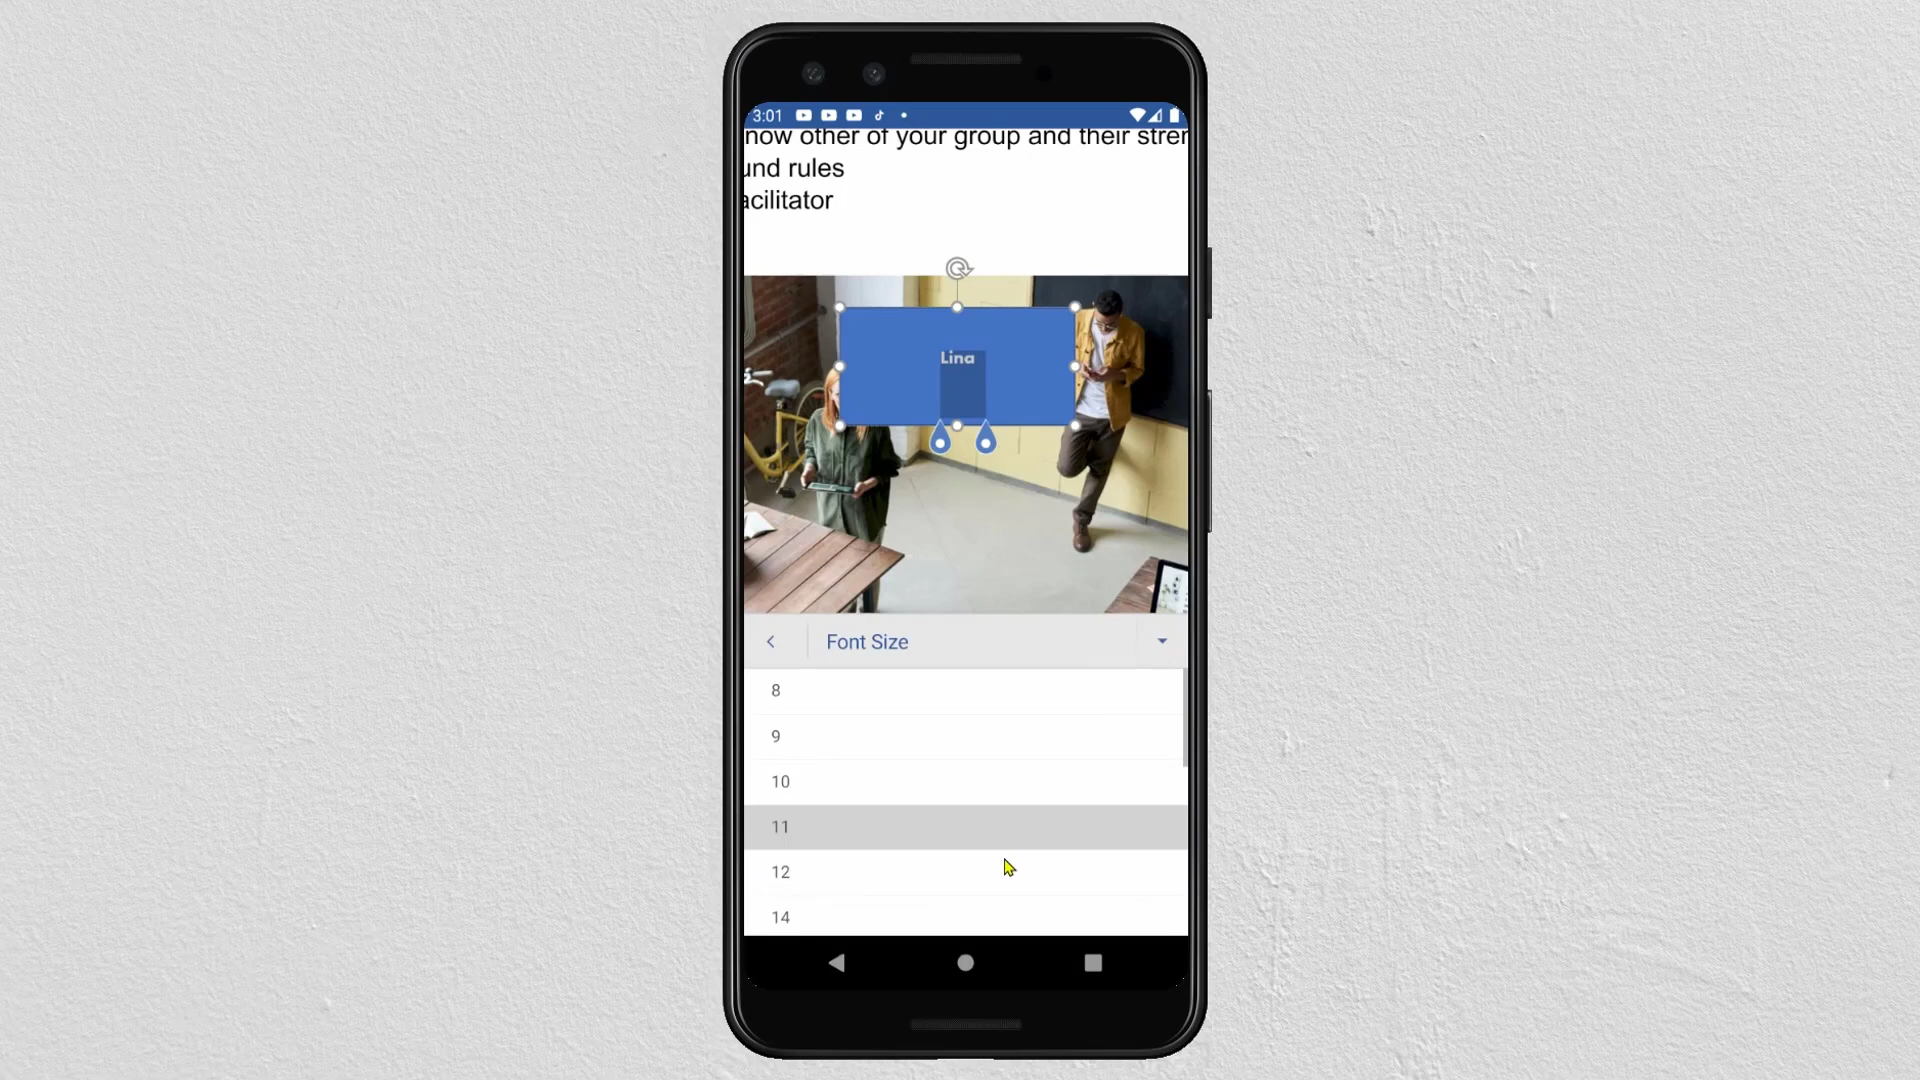 3:01
now other of your group and their stren
und rules
acilitator
Lina
Font Size
8
9
10
11
12
14